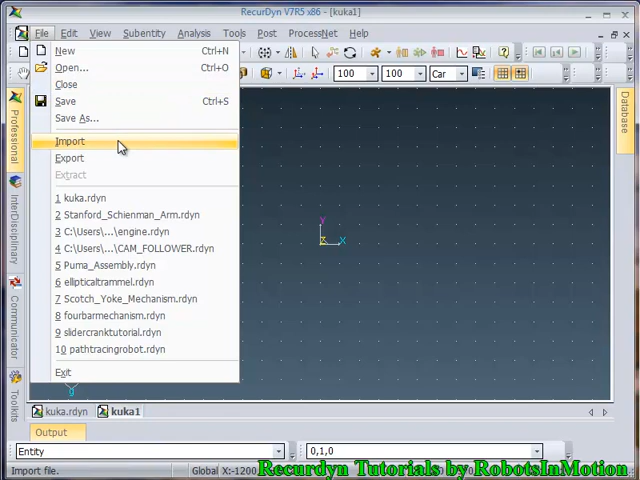 RecurDyn V7R5 x86 - [kuka1]
File Edit View Subentity Analysis Tools Post ProcessNet Help
New Ctrl+N
Open... Ctrl+O
Close
Save Ctrl+S
Save As...
Import
Export
Extract
1 kuka.rdyn
2 Stanford_Schienman_Arm.rdyn
3 C:\Users\...\engine.rdyn
4 C:\Users\...\CAM_FOLLOWER.rdyn
5 Puma_Assembly.rdyn
6 ellipticaltrammel.rdyn
7 Scotch_Yoke_Mechanism.rdyn
8 fourbarmechanism.rdyn
9 slidercranktutorial.rdyn
10 pathtracingrobot.rdyn
Exit
100 100 Car
Professional
InterDisciplinary
Communicator
Toolkits
Database
Y
Z X
g
kuka.rdyn kuka1
Output
Entity 0,1,0
Import file. Global X:-1200
Recurdyn Tutorials by RobotsInMotion